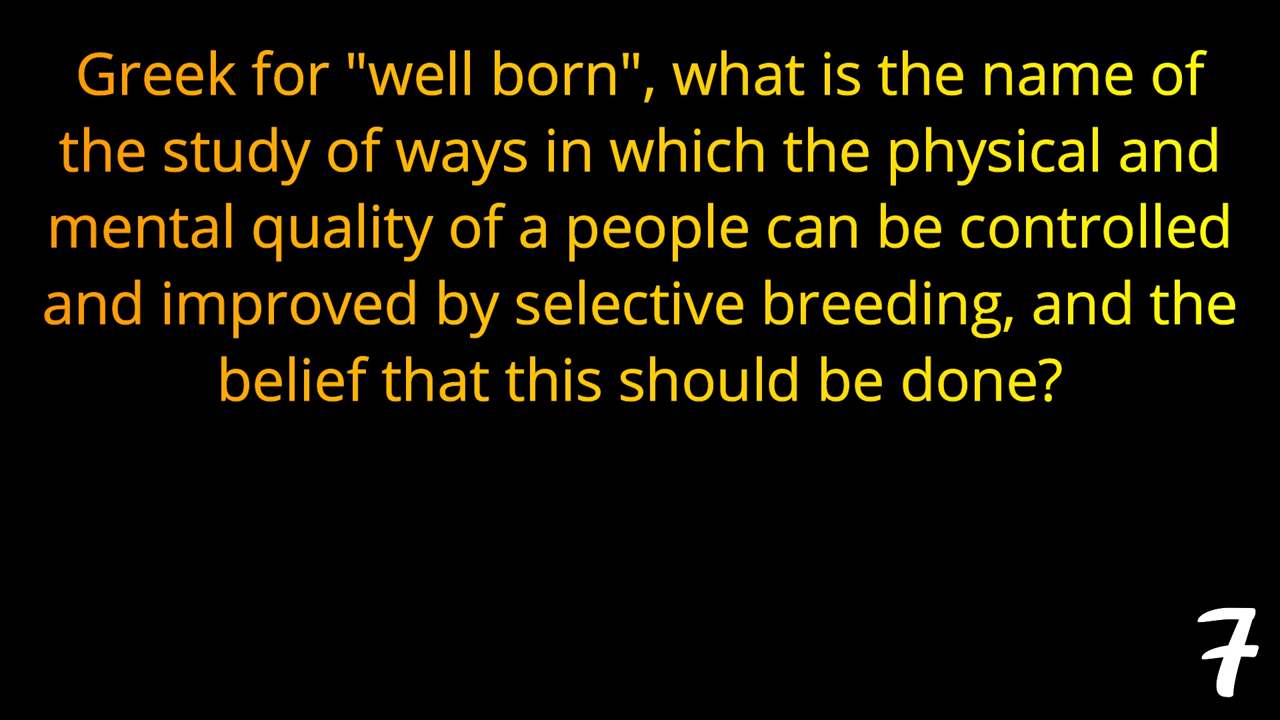 Greek for "well born", what is the name of
the study of ways in which the physical and
mental quality of a people can be controlled
and improved by selective breeding, and the
belief that this should be done?
7